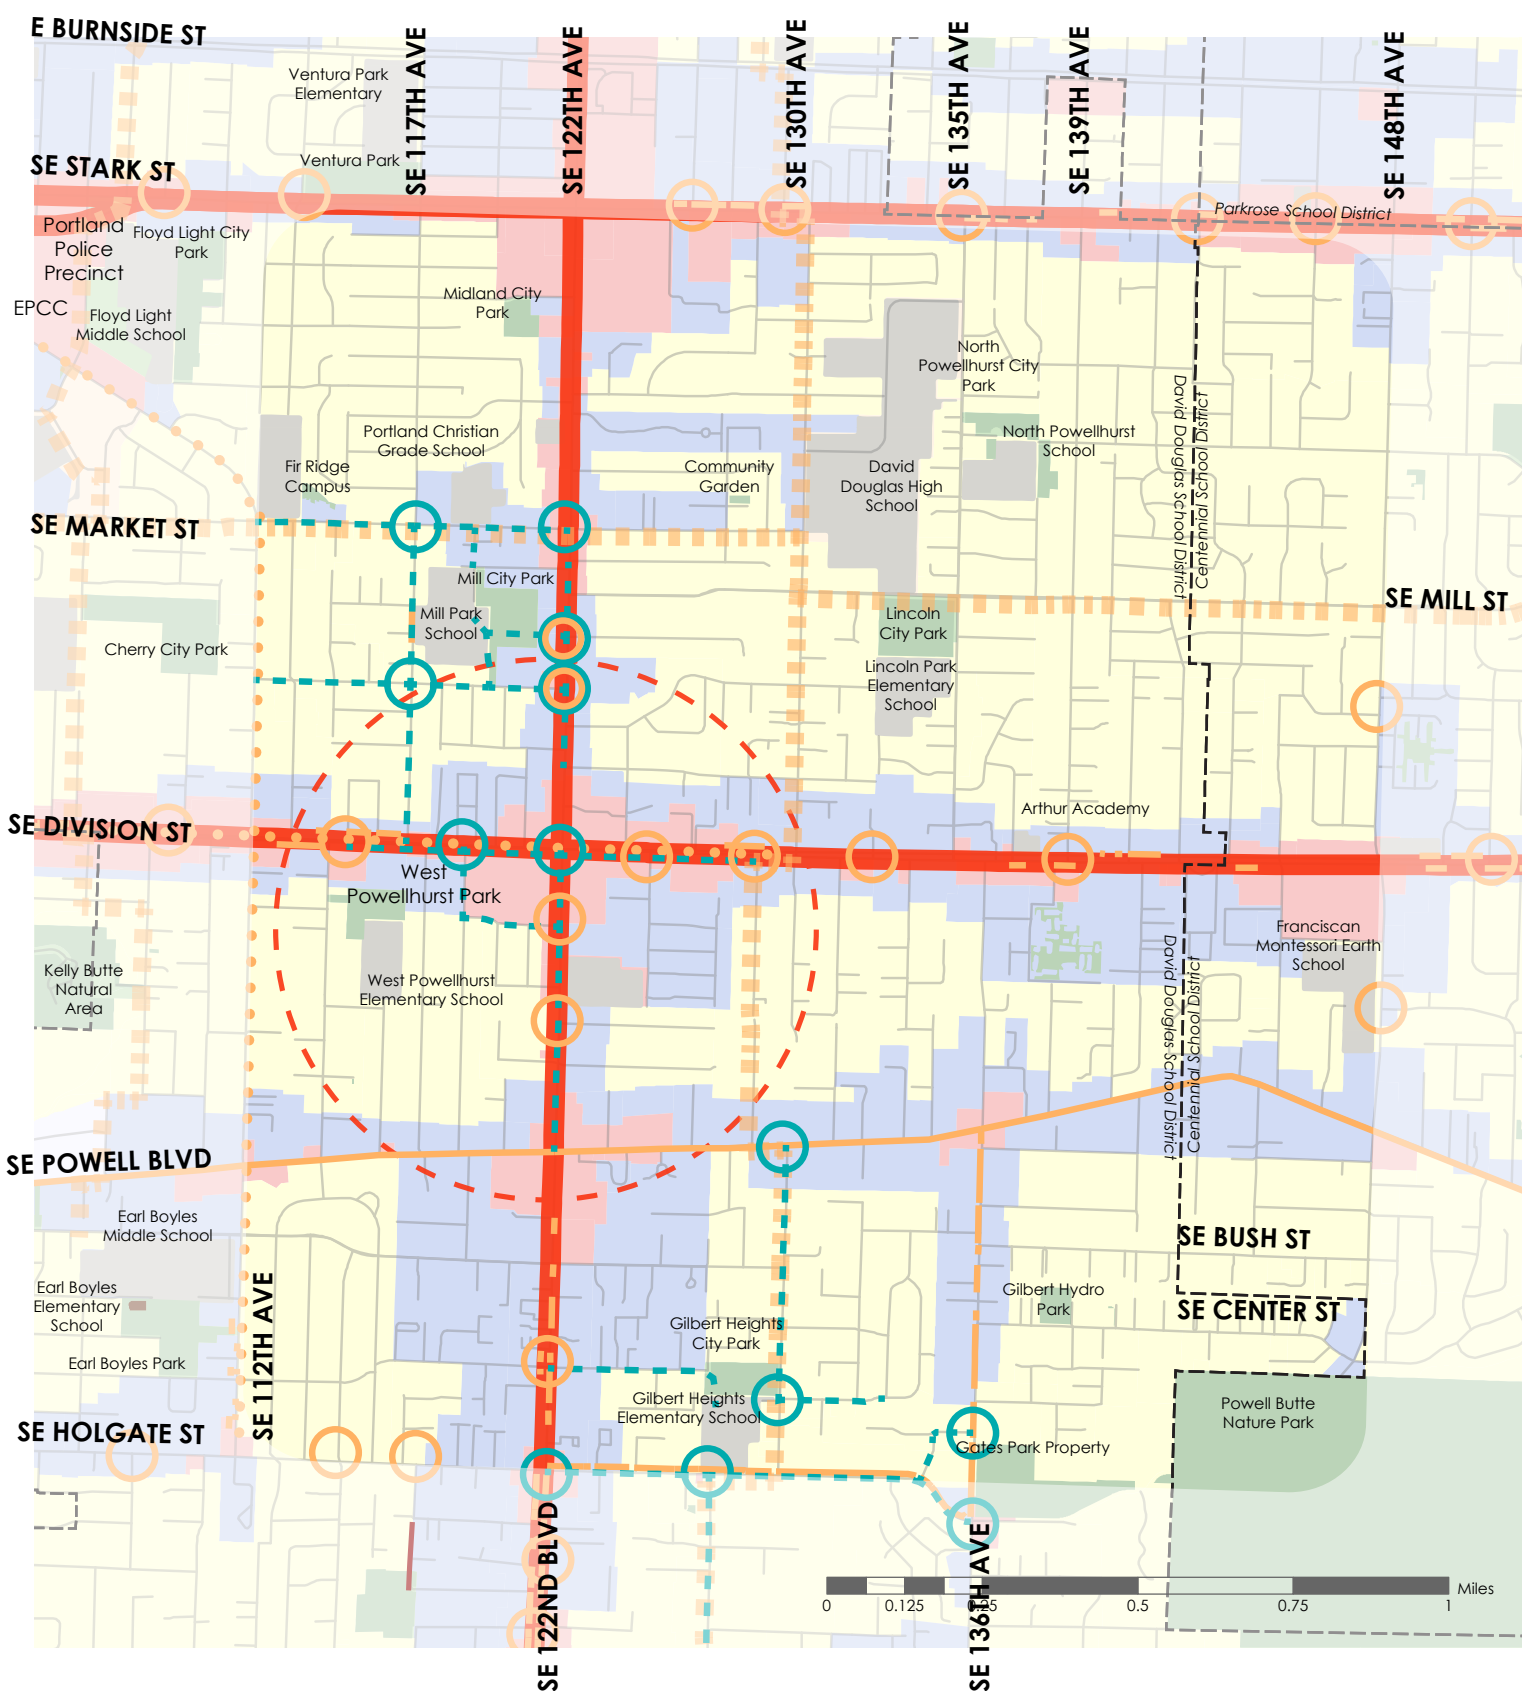 E BURNSIDE ST
SE 117TH AVE
SE 122TH AVE
SE 130TH AVE
SE 135TH AVE
SE 139TH AVE
SE 148TH AVE
Ventura Park
Elementary
Ventura Park
SE STARK ST
Parkrose School District
Portland
Police
Precinct
Floyd Light City
Park
EPCC
Floyd Light
Middle School
Midland City
Park
North
Powellhurst City
Park
David Douglas School District
Centennial School District
Portland Christian
Grade School
North Powellhurst
School
Fir Ridge
Campus
Community
Garden
David
Douglas High
School
SE MARKET ST
Mill City Park
Mill Park
School
SE MILL ST
Lincoln
City Park
Cherry City Park
Lincoln Park
Elementary
School
Arthur Academy
SE DIVISION ST
West
Powellhurst Park
Franciscan
Montessori Earth
School
Kelly Butte
Natural
Area
West Powellhurst
Elementary School
David Douglas School District
Centennial School District
SE POWELL BLVD
Earl Boyles
Middle School
SE BUSH ST
Earl Boyles
Elementary
School
SE 112TH AVE
Gilbert Hydro
Park
SE CENTER ST
Gilbert Heights
City Park
Earl Boyles Park
Gilbert Heights
Elementary School
Powell Butte
Nature Park
SE HOLGATE ST
Gates Park Property
SE 122ND BLVD
SE 136TH AVE
Miles
0
0.125
0.25
0.5
0.75
1